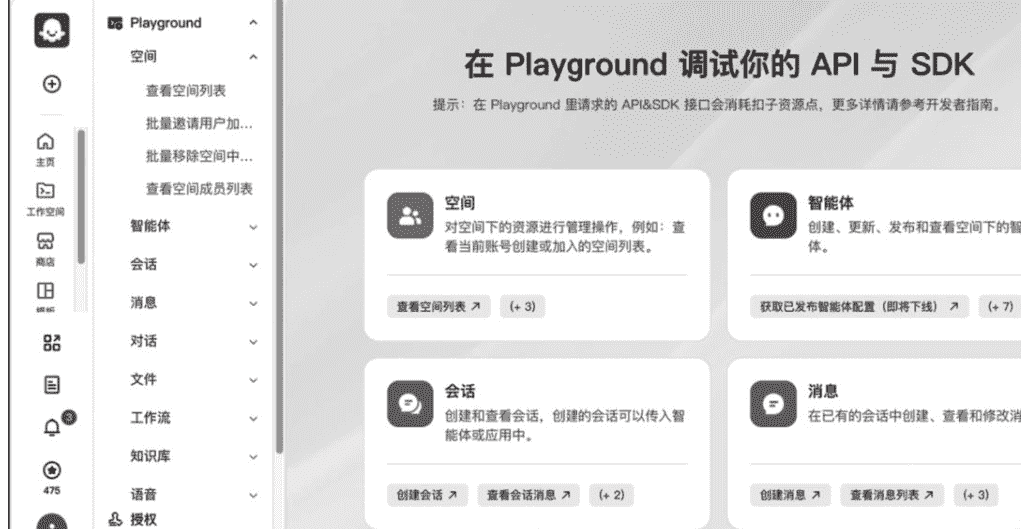 主页
工作空间
商店
模板
3
475
Playground
空间
查看空间列表
批量邀请用户加...
批量移除空间中...
查看空间成员列表
智能体
会话
消息
对话
文件
工作流
知识库
语音
授权
在 Playground 调试你的 API 与 SDK
提示：在 Playground 里请求的 API&SDK 接口会消耗扣子资源点，更多详情请参考开发者指南。
空间
对空间下的资源进行管理操作，例如：查
看当前账号创建或加入的空间列表。
查看空间列表 ↗ (+ 3)
智能体
创建、更新、发布和查看空间下的智
体。
获取已发布智能体配置（即将下线） ↗ (+ 7)
会话
创建和查看会话，创建的会话可以传入智
能体或应用中。
创建会话 ↗ 查看会话消息 ↗ (+ 2)
消息
在已有的会话中创建、查看和修改消
创建消息 ↗ 查看消息列表 ↗ (+ 3)